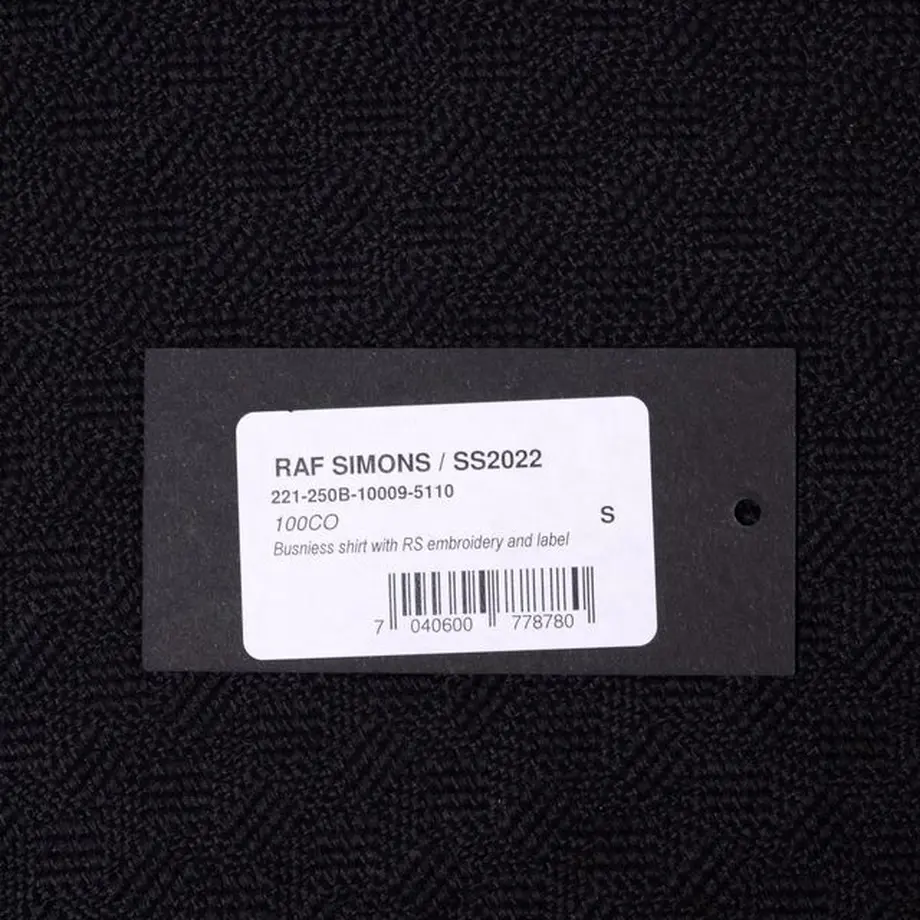 RAF SIMONS / SS2022
221-250B-10009-5110
100CO
S
Busniess shirt with RS embroidery and label
7 040600 778780